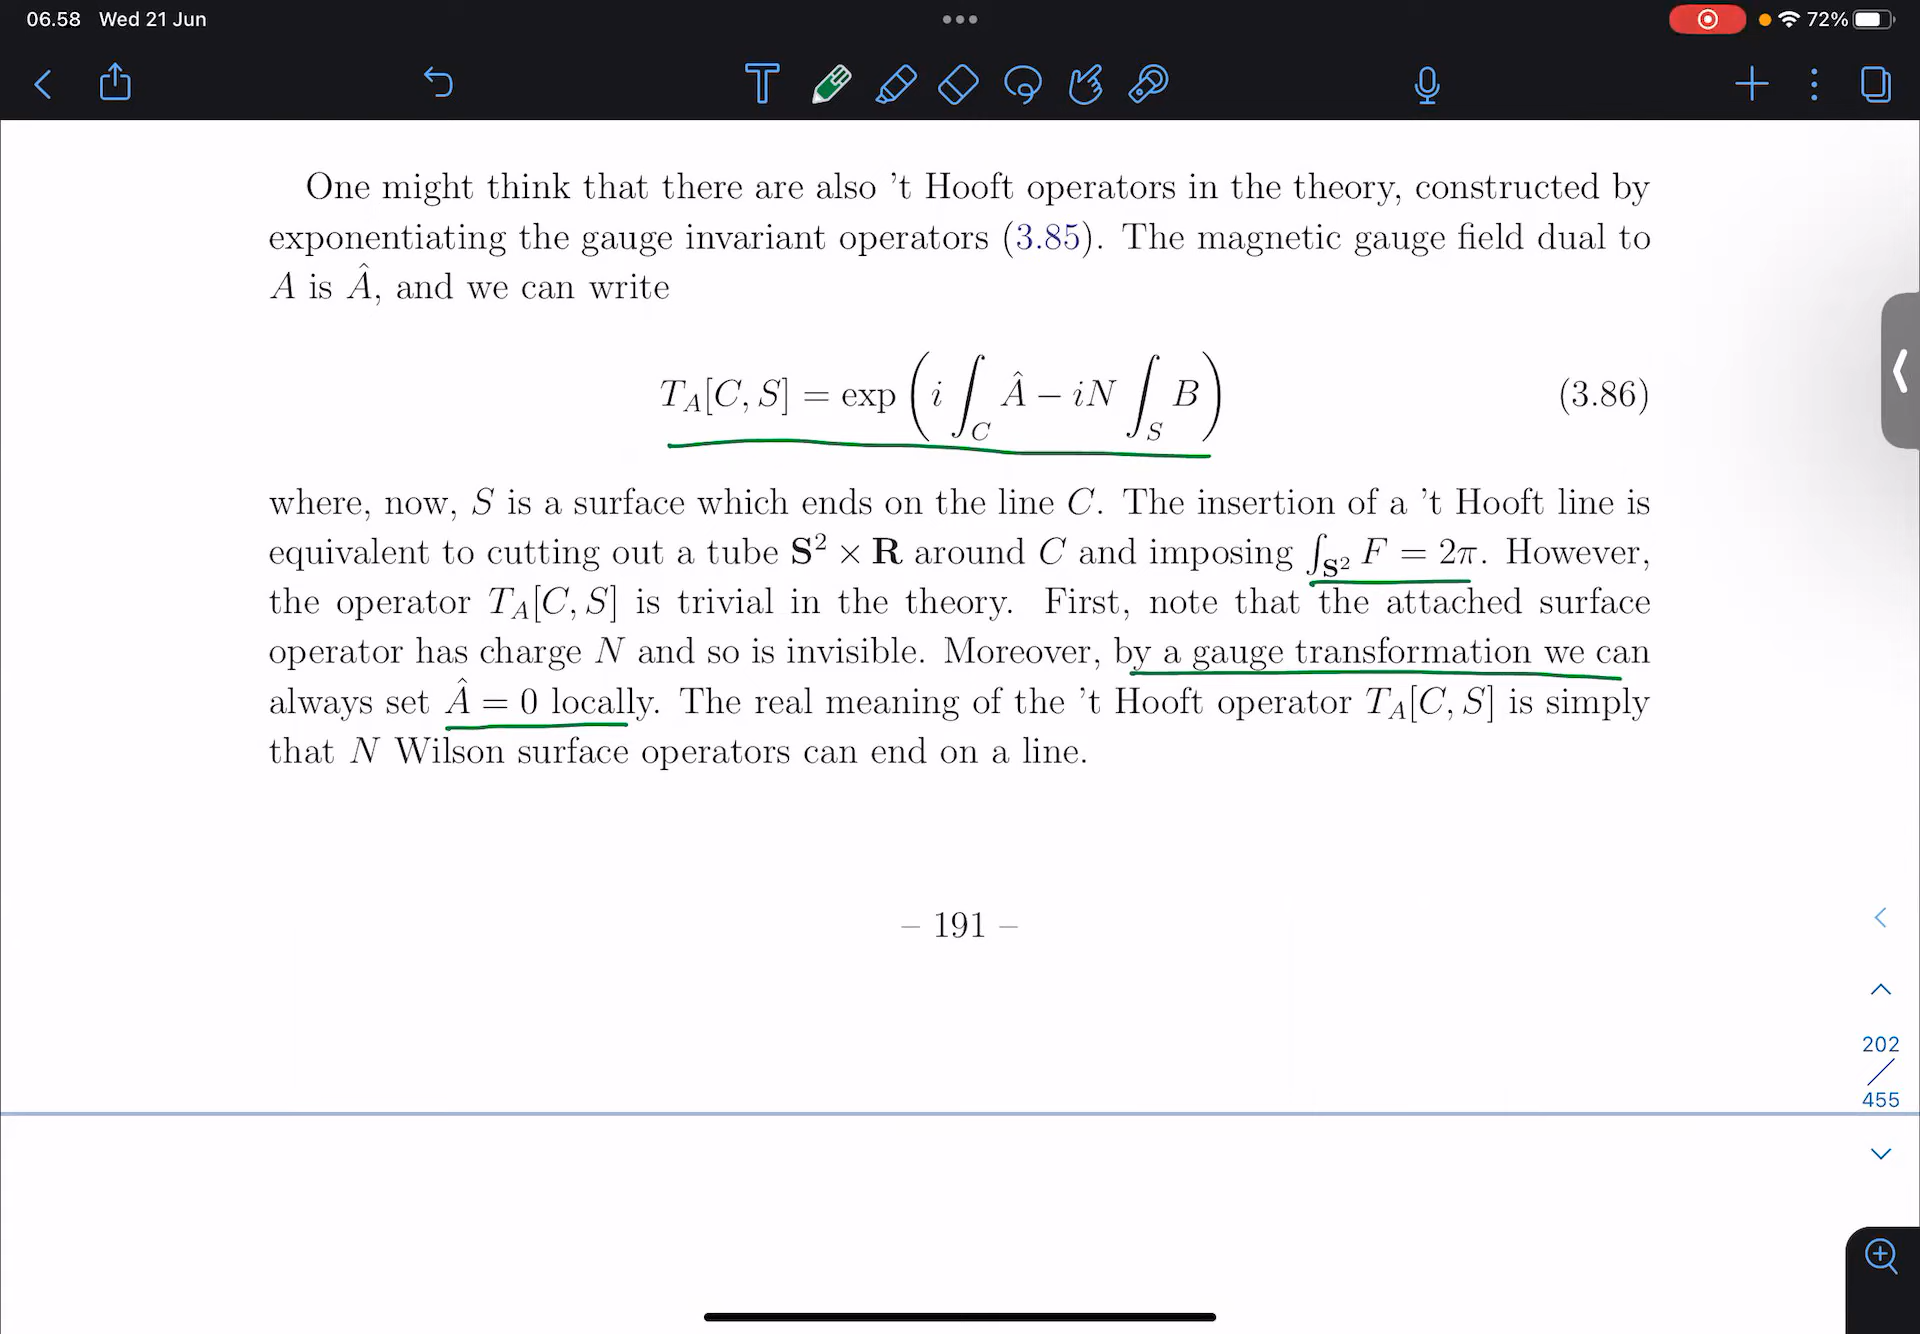 06.58 Wed 21 Jun
72%
One might think that there are also ’t Hooft operators in the theory, constructed by
exponentiating the gauge invariant operators (3.85). The magnetic gauge field dual to
A is Â, and we can write
T_A[C, S] = exp ( i ∫_C Â − iN ∫_S B ) (3.86)
where, now, S is a surface which ends on the line C. The insertion of a ’t Hooft line is
equivalent to cutting out a tube S² × R around C and imposing ∫_{S²} F = 2π. However,
the operator T_A[C, S] is trivial in the theory. First, note that the attached surface
operator has charge N and so is invisible. Moreover, by a gauge transformation we can
always set Â = 0 locally. The real meaning of the ’t Hooft operator T_A[C, S] is simply
that N Wilson surface operators can end on a line.
– 191 –
202
/
455